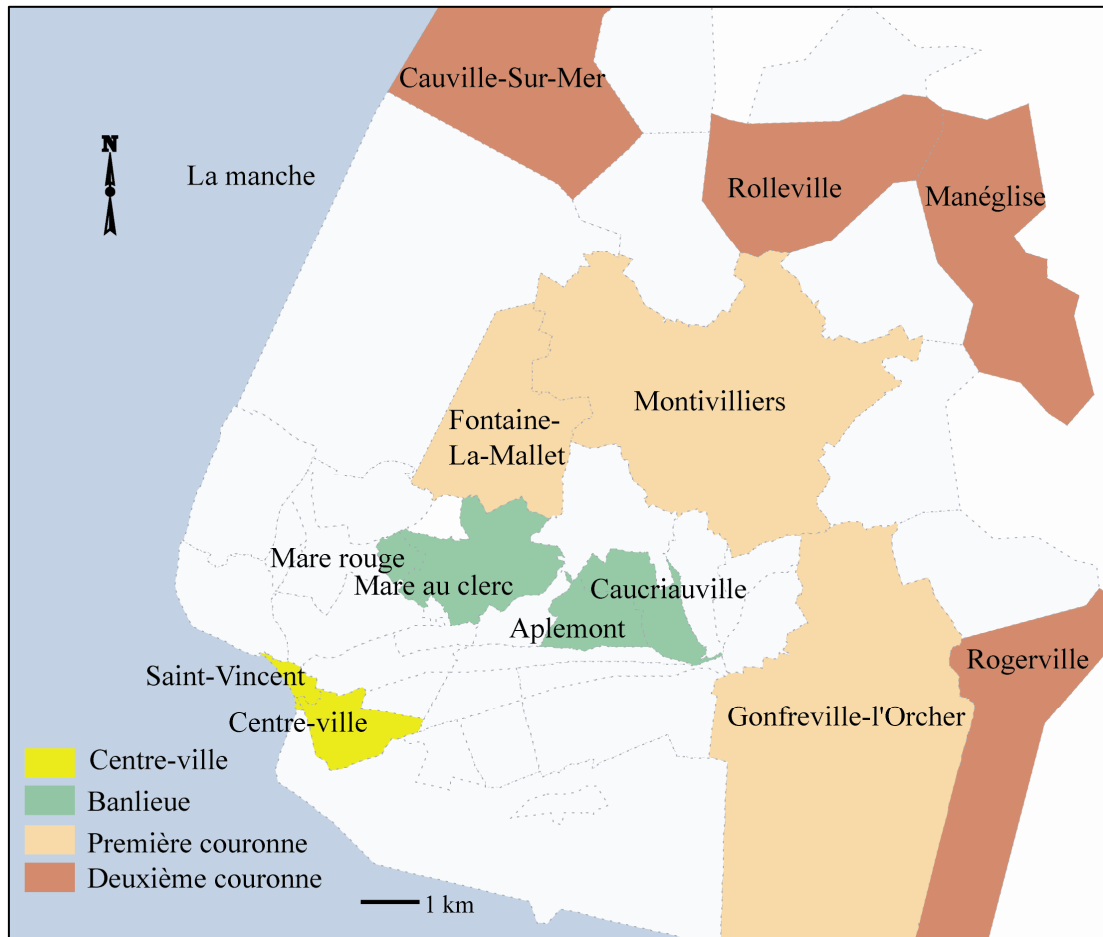 Cauville-Sur-Mer
N
La manche
Rolleville
Manéglise
Montivilliers
Fontaine-
La-Mallet
Mare rouge
Mare au clerc
Caucriauville
Aplemont
Saint-Vincent
Rogerville
Centre-ville
Gonfreville-l'Orcher
Centre-ville
Banlieue
Première couronne
Deuxième couronne
1 km